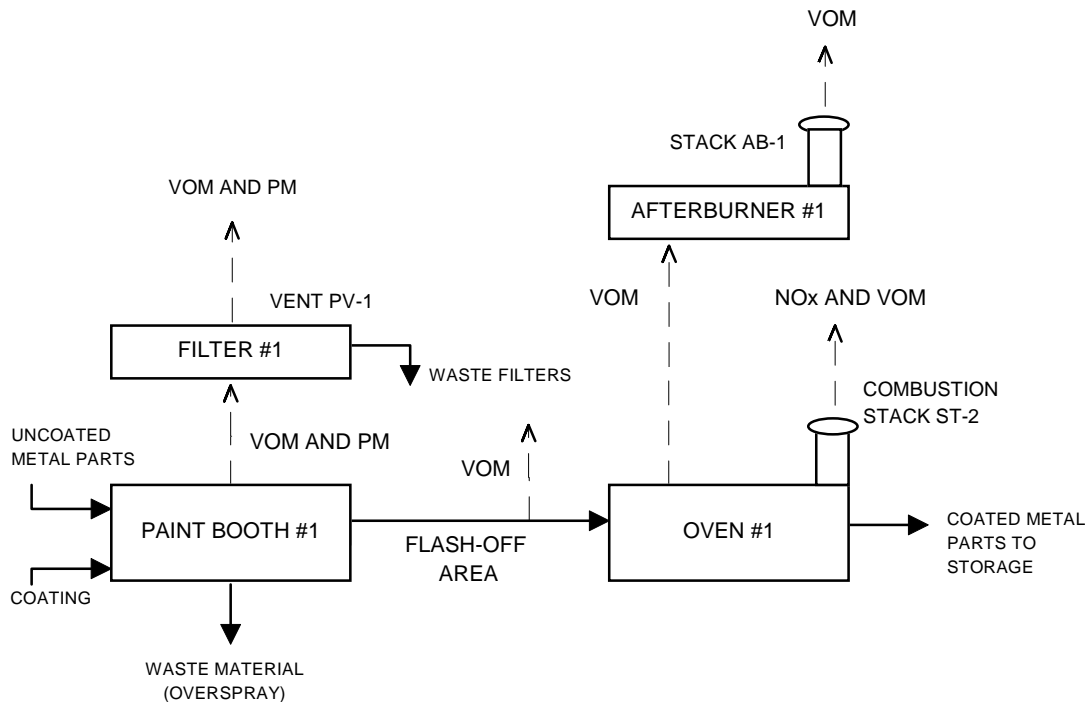 VOM
STACK AB-1
VOM AND PM
AFTERBURNER #1
VOM
NOx AND VOM
VENT PV-1
FILTER #1
WASTE FILTERS
COMBUSTION
STACK ST-2
UNCOATED
METAL PARTS
VOM AND PM
VOM
PAINT BOOTH #1
FLASH-OFF
AREA
OVEN #1
COATED METAL
PARTS TO
STORAGE
COATING
WASTE MATERIAL
(OVERSPRAY)